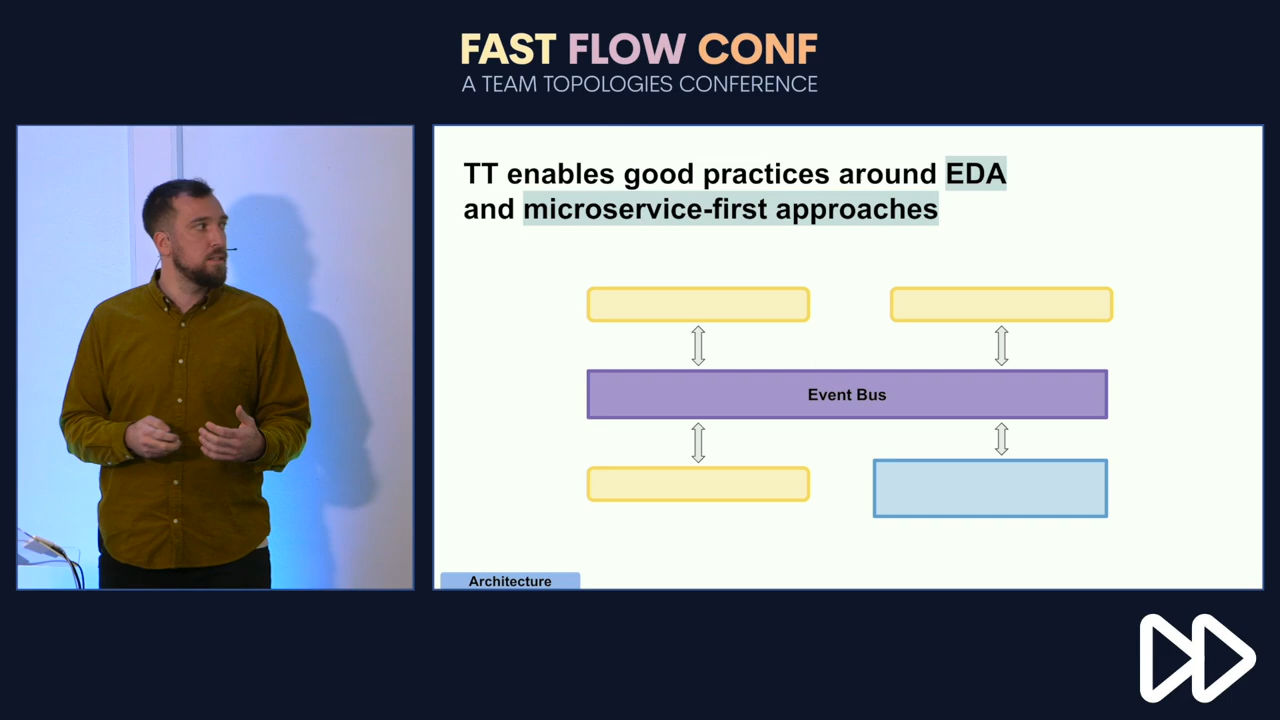 FAST FLOW CONF
A TEAM TOPOLOGIES CONFERENCE
TT enables good practices around EDA
and microservice-first approaches
Event Bus
Architecture